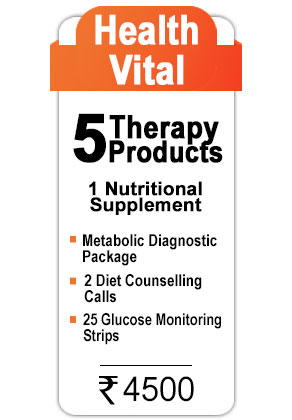 Health
Vital
5 Therapy
Products
1 Nutritional
Supplement
Metabolic Diagnostic
Package
2 Diet Counselling
Calls
25 Glucose Monitoring
Strips
₹ 4500